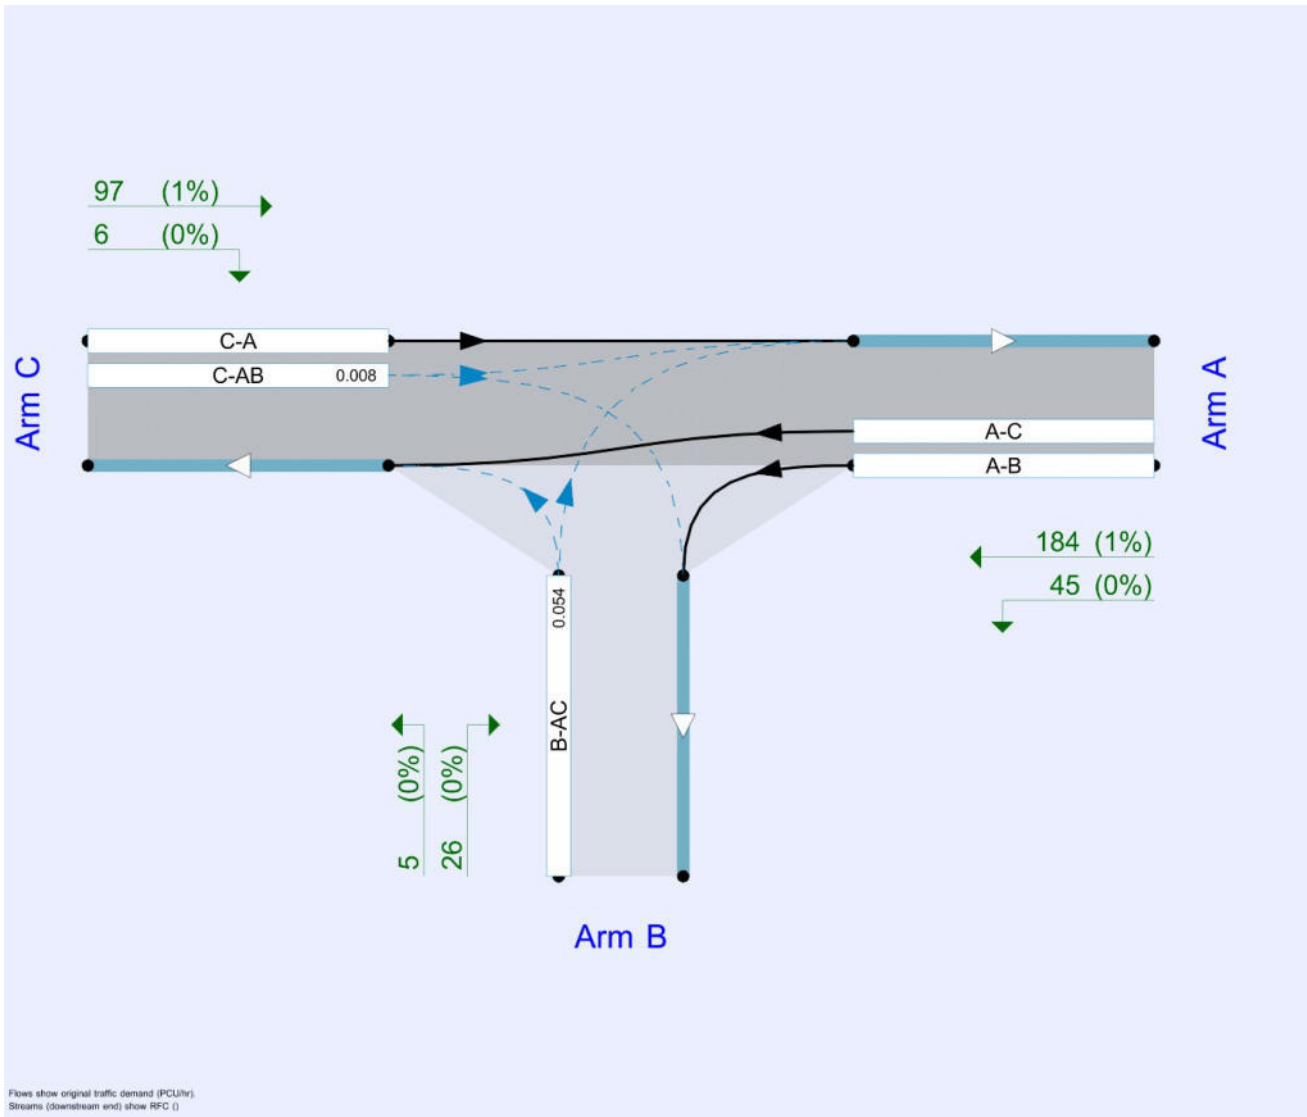 97 (1%)
6 (0%)
C-A
C-AB 0.008
Arm C
Arm A
A-C
A-B
184 (1%)
45 (0%)
0.054
B-AC
5 (0%)
26 (0%)
Arm B
Flows show original traffic demand (PCU/hr).
Streams (downstream end) show RFC ()